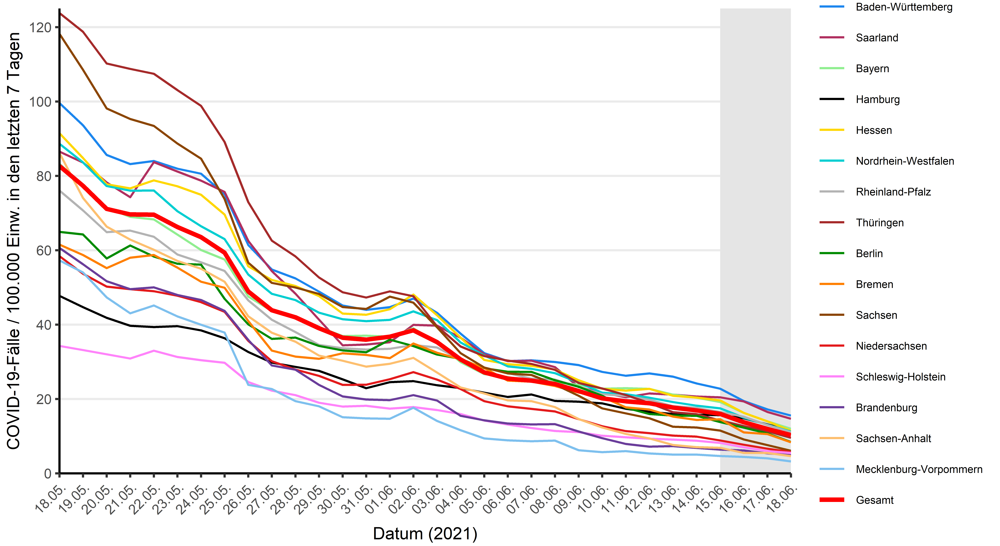 COVID-19-Fälle / 100.000 Einw. in den letzten 7 Tagen
120
100
80
60
40
20
0
18.05.
19.05.
20.05.
21.05.
22.05.
23.05.
24.05.
25.05.
26.05.
27.05.
28.05.
29.05.
30.05.
31.05.
01.06.
02.06.
03.06.
04.06.
05.06.
06.06.
07.06.
08.06.
09.06.
10.06.
11.06.
12.06.
13.06.
14.06.
15.06.
16.06.
17.06.
18.06.
Datum (2021)
Baden-Württemberg
Saarland
Bayern
Hamburg
Hessen
Nordrhein-Westfalen
Rheinland-Pfalz
Thüringen
Berlin
Bremen
Sachsen
Niedersachsen
Schleswig-Holstein
Brandenburg
Sachsen-Anhalt
Mecklenburg-Vorpommern
Gesamt